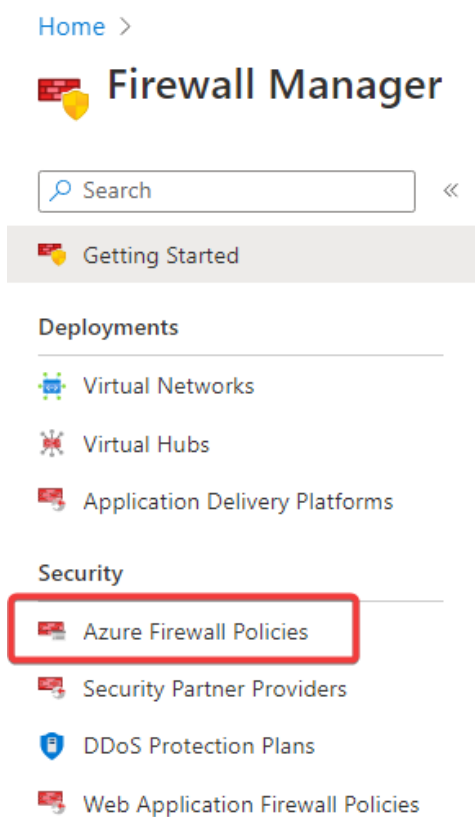 Home >
Firewall Manager
Search «
Getting Started
Deployments
Virtual Networks
Virtual Hubs
Application Delivery Platforms
Security
Azure Firewall Policies
Security Partner Providers
DDoS Protection Plans
Web Application Firewall Policies